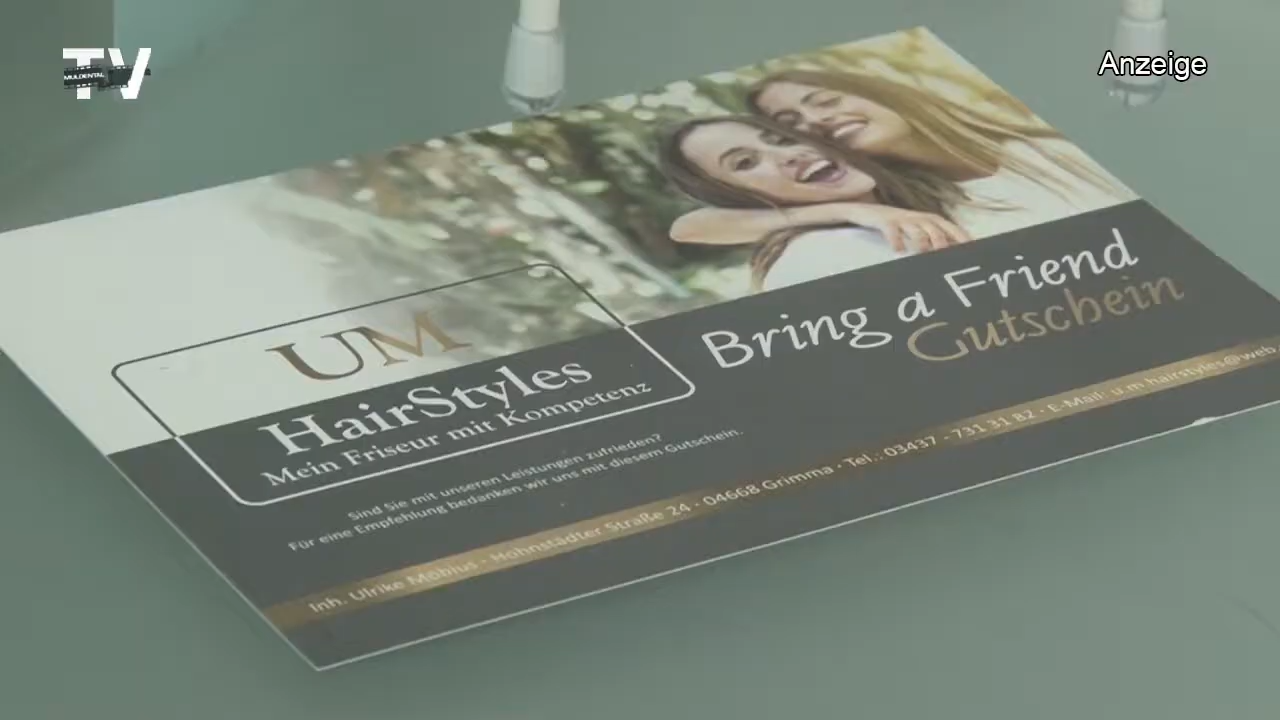 TV
MULDENTAL
Anzeige
UM
HairStyles
Mein Friseur mit Kompetenz
Bring a Friend
Gutschein
Sind Sie mit unseren Leistungen zufrieden?
Für eine Empfehlung bedanken wir uns mit diesem Gutschein.
Inh. Ulrike Möbius · Hohnstädter Straße 24 · 04668 Grimma · Tel.: 03437 - 731 31 82 · E-Mail: u.m.hairstyles@web.